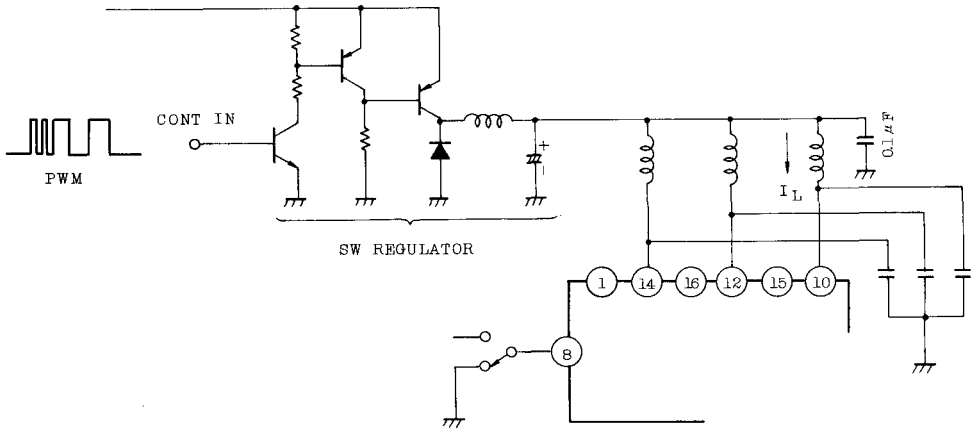 CONT IN
PWM
SW REGULATOR
+
-
0.1μF
I_L
1 14 16 12 15 10
8